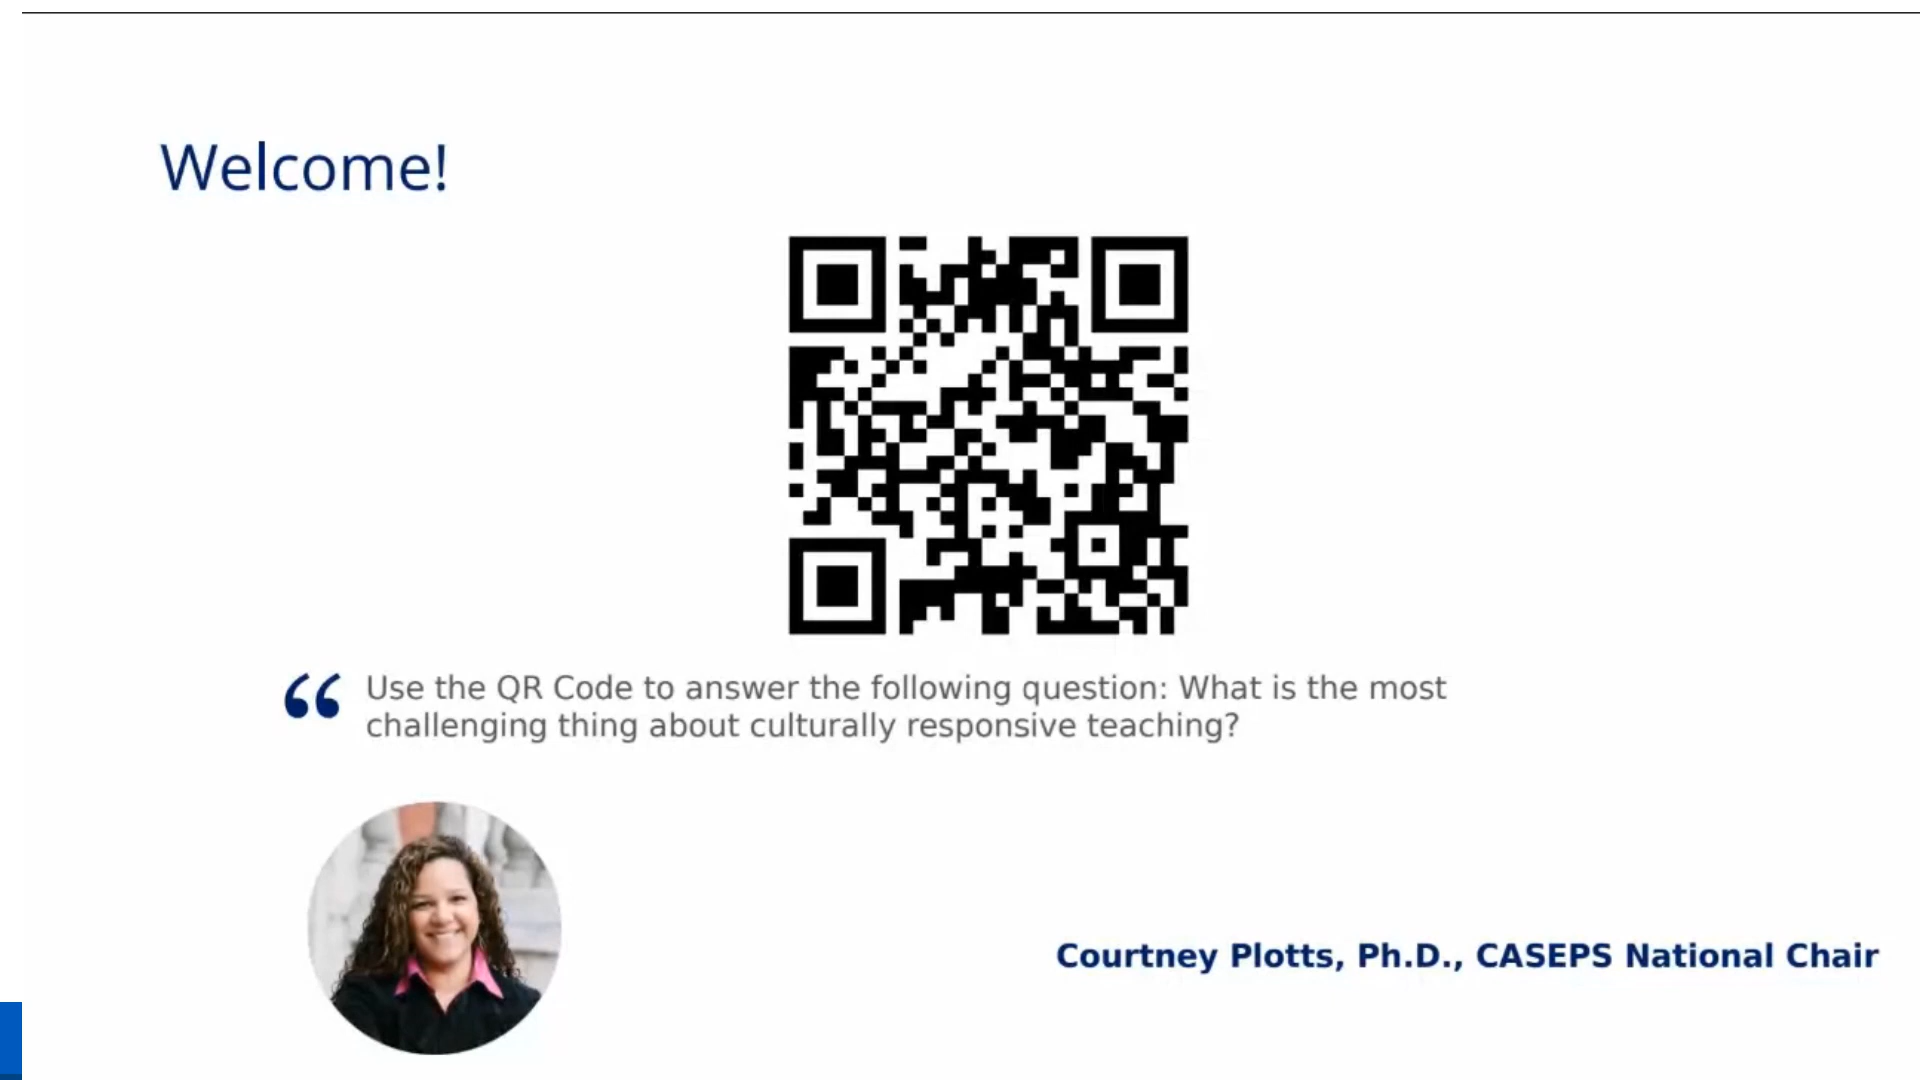 Welcome!
“ Use the QR Code to answer the following question: What is the most
challenging thing about culturally responsive teaching?
Courtney Plotts, Ph.D., CASEPS National Chair